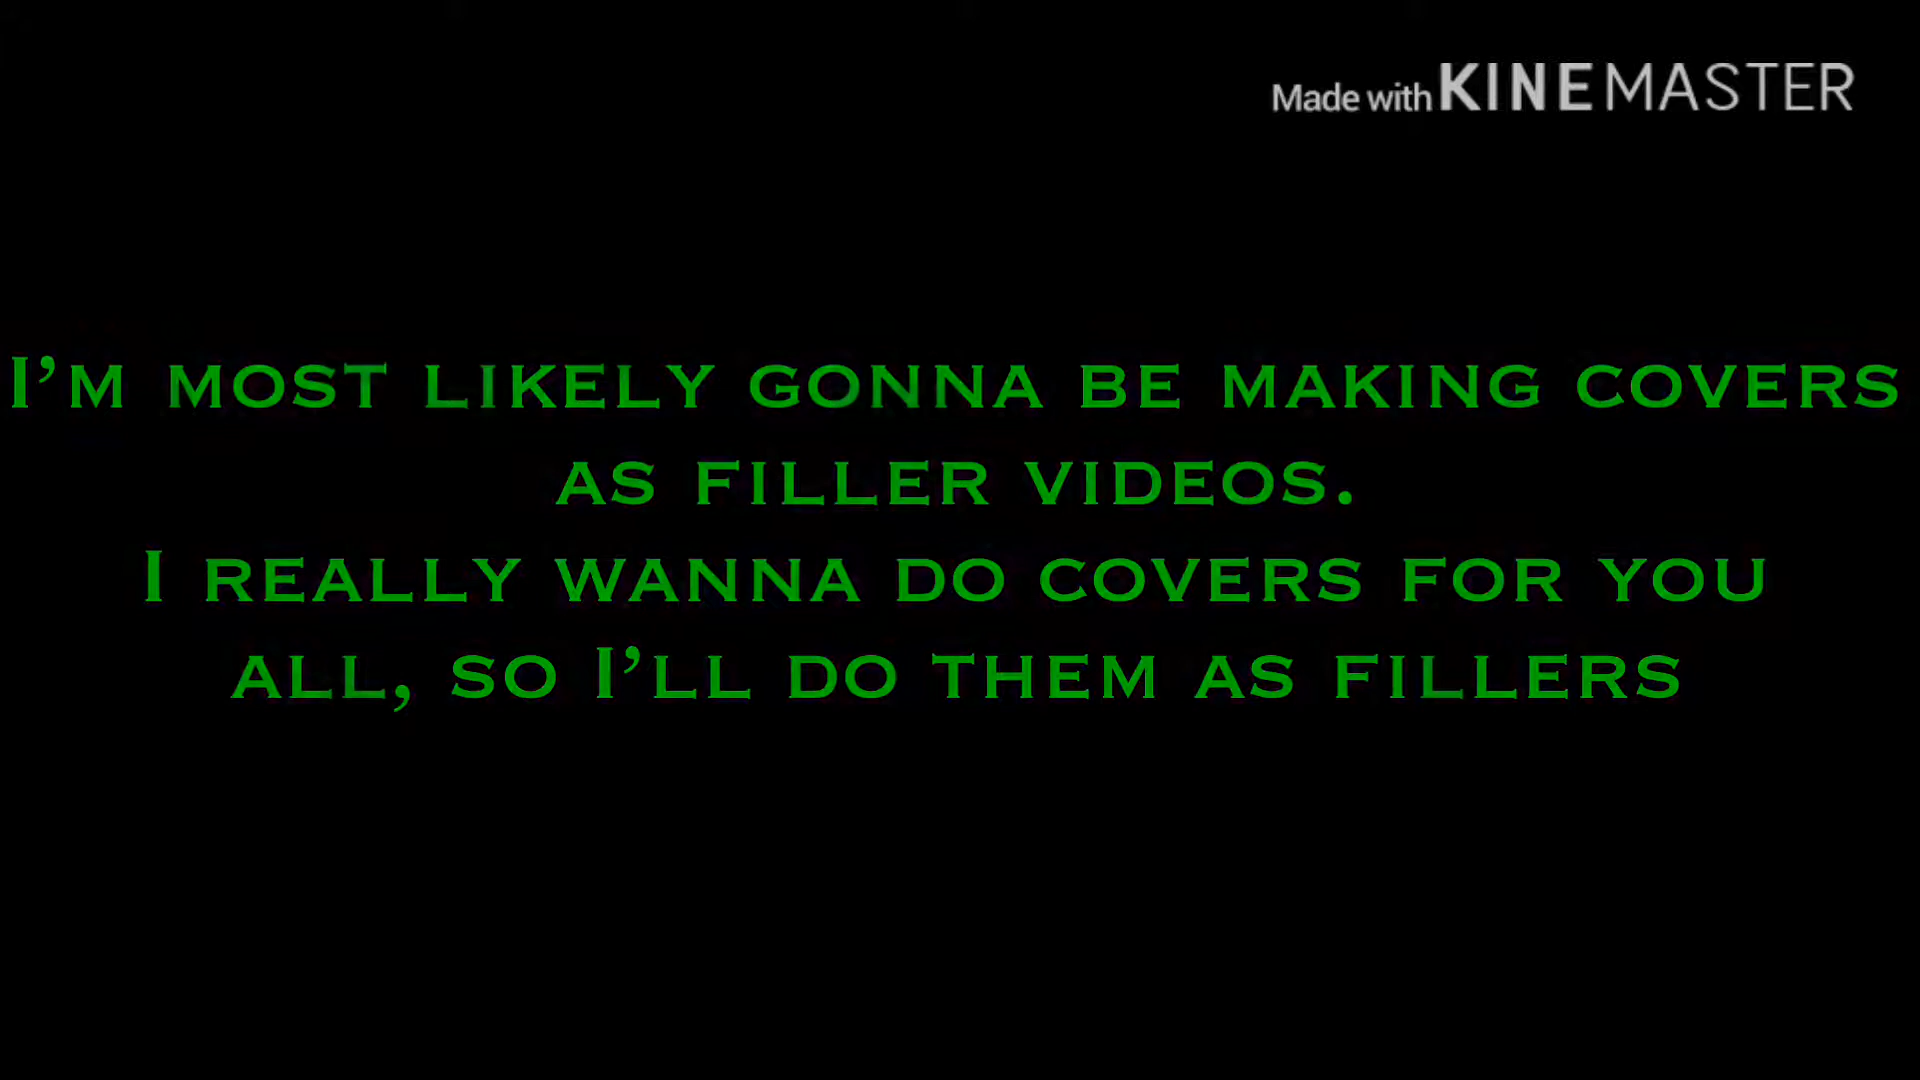 Made with KINEMASTER
I'm most likely gonna be making covers
as filler videos.
I really wanna do covers for you
all, so I'll do them as fillers